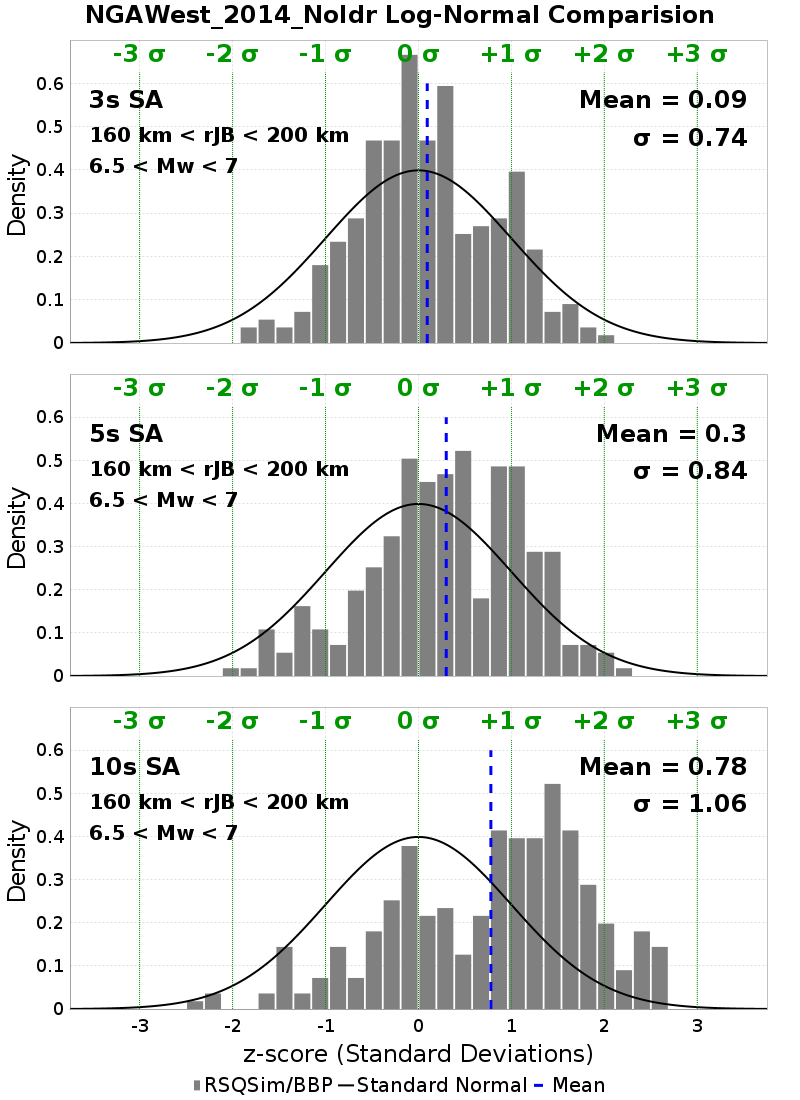 NGAWest_2014_NoIdr Log-Normal Comparision
-3 σ -2 σ -1 σ 0 σ +1 σ +2 σ +3 σ
3s SA Mean = 0.09
160 km < rJB < 200 km σ = 0.74
6.5 < Mw < 7
Density
0.6
0.5
0.4
0.3
0.2
0.1
0
-3 σ -2 σ -1 σ 0 σ +1 σ +2 σ +3 σ
5s SA Mean = 0.3
160 km < rJB < 200 km σ = 0.84
6.5 < Mw < 7
Density
0.6
0.5
0.4
0.3
0.2
0.1
0
-3 σ -2 σ -1 σ 0 σ +1 σ +2 σ +3 σ
10s SA Mean = 0.78
160 km < rJB < 200 km σ = 1.06
6.5 < Mw < 7
Density
0.6
0.5
0.4
0.3
0.2
0.1
0
-3 -2 -1 0 1 2 3
z-score (Standard Deviations)
RSQSim/BBP Standard Normal Mean